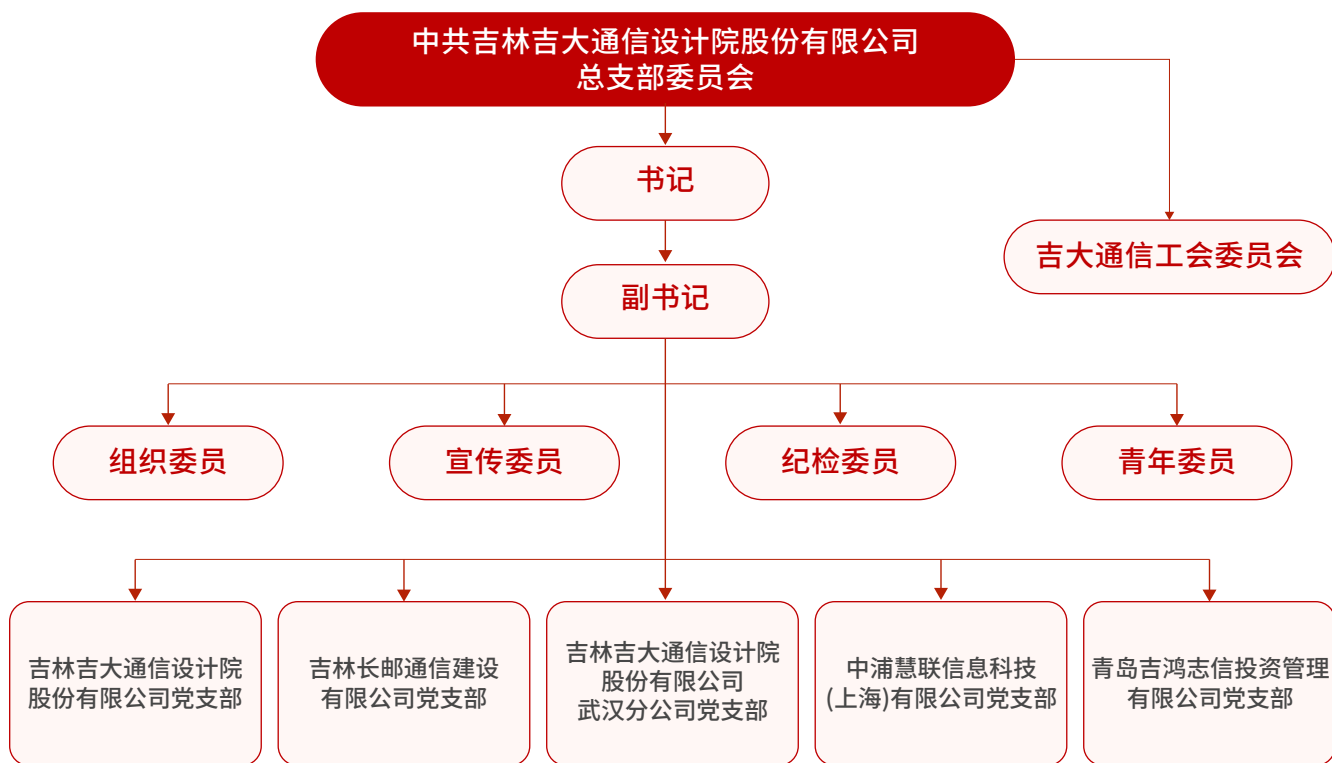 中共吉林吉大通信设计院股份有限公司
总支部委员会
书记
吉大通信工会委员会
副书记
组织委员
宣传委员
纪检委员
青年委员
吉林吉大通信设计院
股份有限公司党支部
吉林长邮通信建设
有限公司党支部
吉林吉大通信设计院
股份有限公司
武汉分公司党支部
中浦慧联信息科技
(上海)有限公司党支部
青岛吉鸿志信投资管理
有限公司党支部